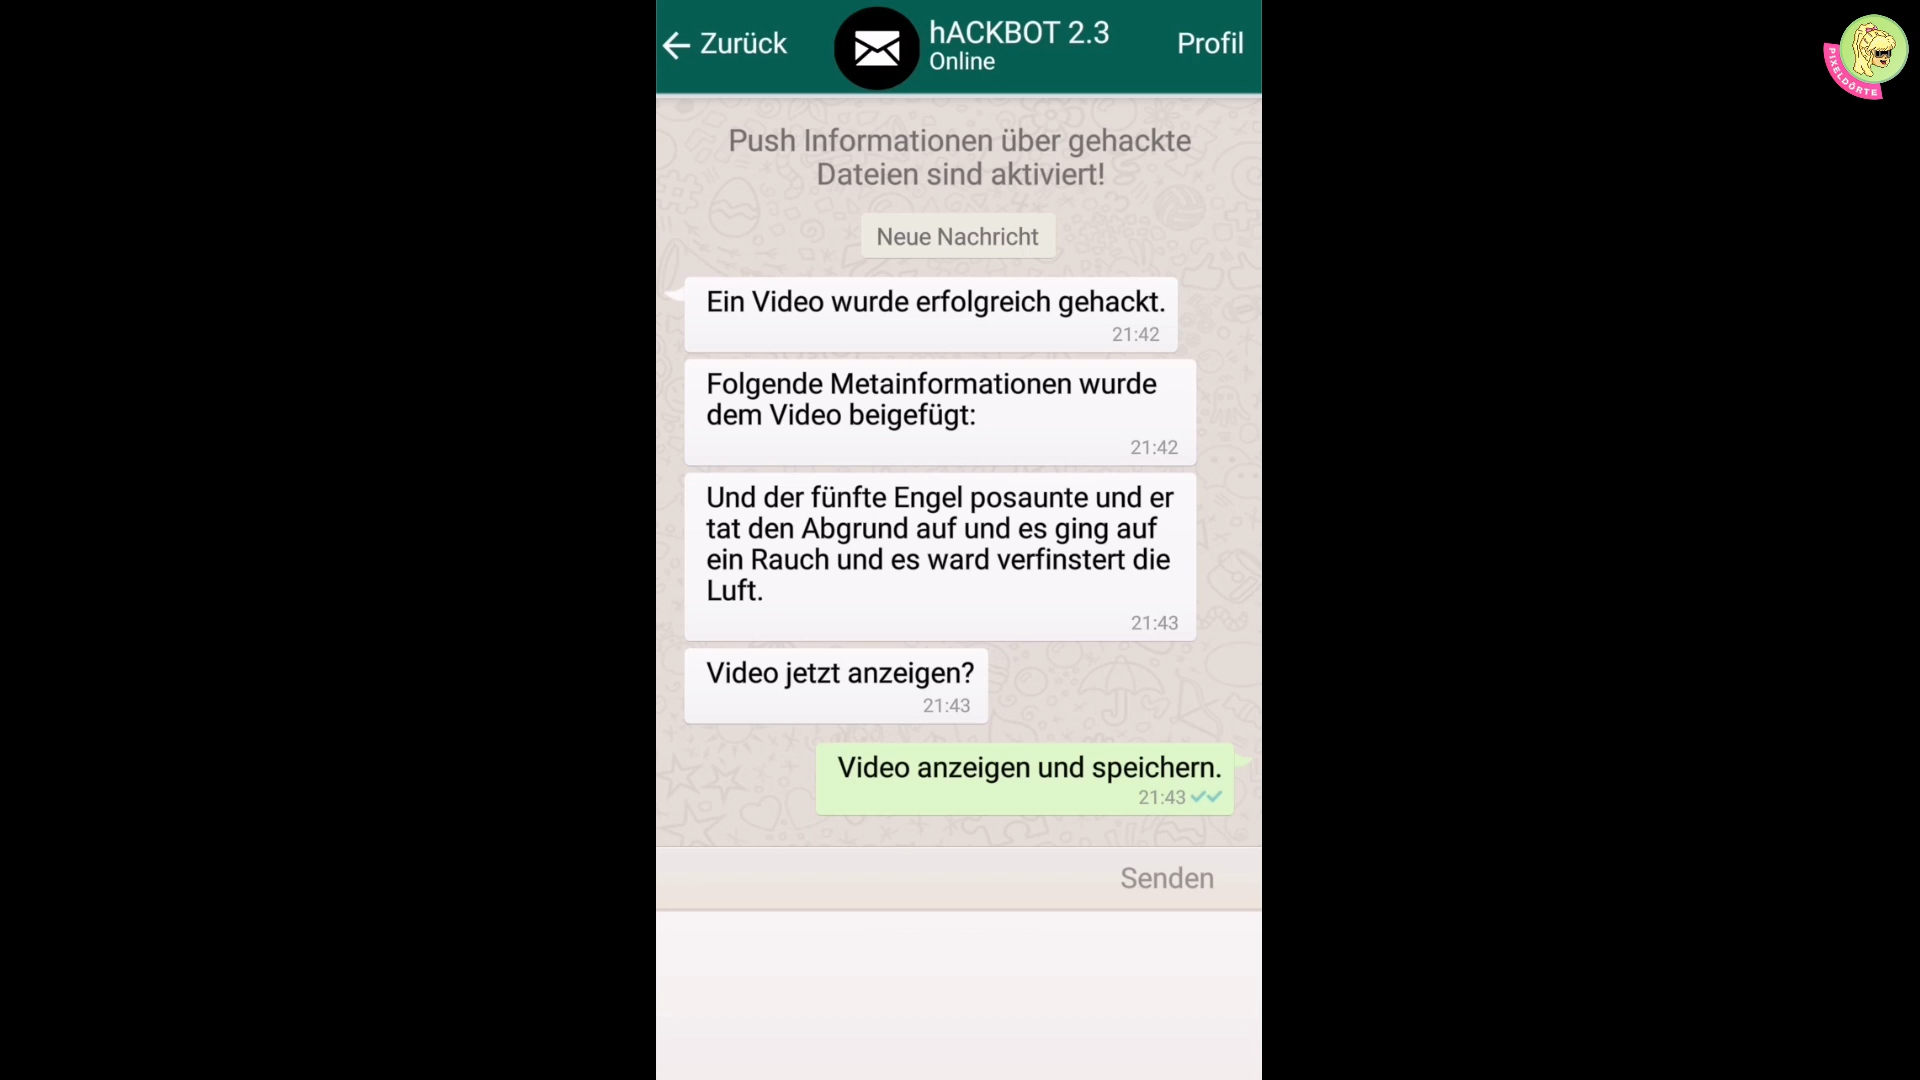 Zurück
hACKBOT 2.3
Online
Profil
PIXELDÖRTE
Push Informationen über gehackte
Dateien sind aktiviert!
Neue Nachricht
Ein Video wurde erfolgreich gehackt.
21:42
Folgende Metainformationen wurde
dem Video beigefügt:
21:42
Und der fünfte Engel posaunte und er
tat den Abgrund auf und es ging auf
ein Rauch und es ward verfinstert die
Luft.
21:43
Video jetzt anzeigen?
21:43
Video anzeigen und speichern.
21:43
Senden